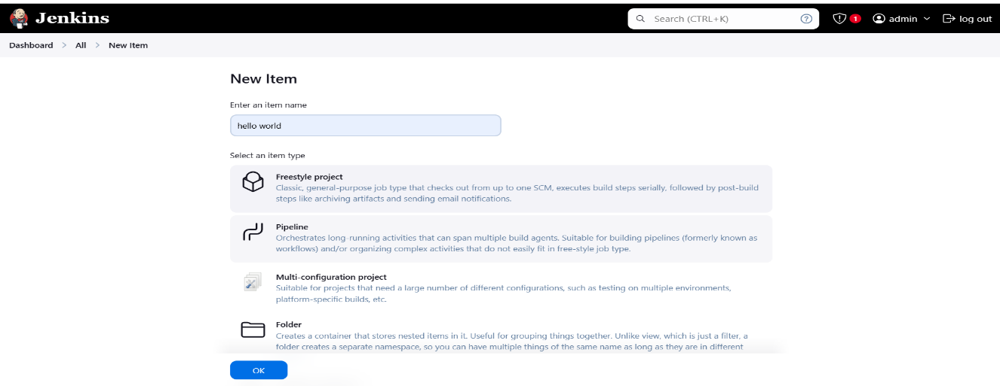 Jenkins
Search (CTRL+K)
?
1
admin
log out
Dashboard > All > New Item
New Item
Enter an item name
hello world
Select an item type
Freestyle project
Classic, general-purpose job type that checks out from up to one SCM, executes build steps serially, followed by post-build
steps like archiving artifacts and sending email notifications.
Pipeline
Orchestrates long-running activities that can span multiple build agents. Suitable for building pipelines (formerly known as
workflows) and/or organizing complex activities that do not easily fit in free-style job type.
Multi-configuration project
Suitable for projects that need a large number of different configurations, such as testing on multiple environments,
platform-specific builds, etc.
Folder
Creates a container that stores nested items in it. Useful for grouping things together. Unlike view, which is just a filter, a
folder creates a separate namespace, so you can have multiple things of the same name as long as they are in different
OK